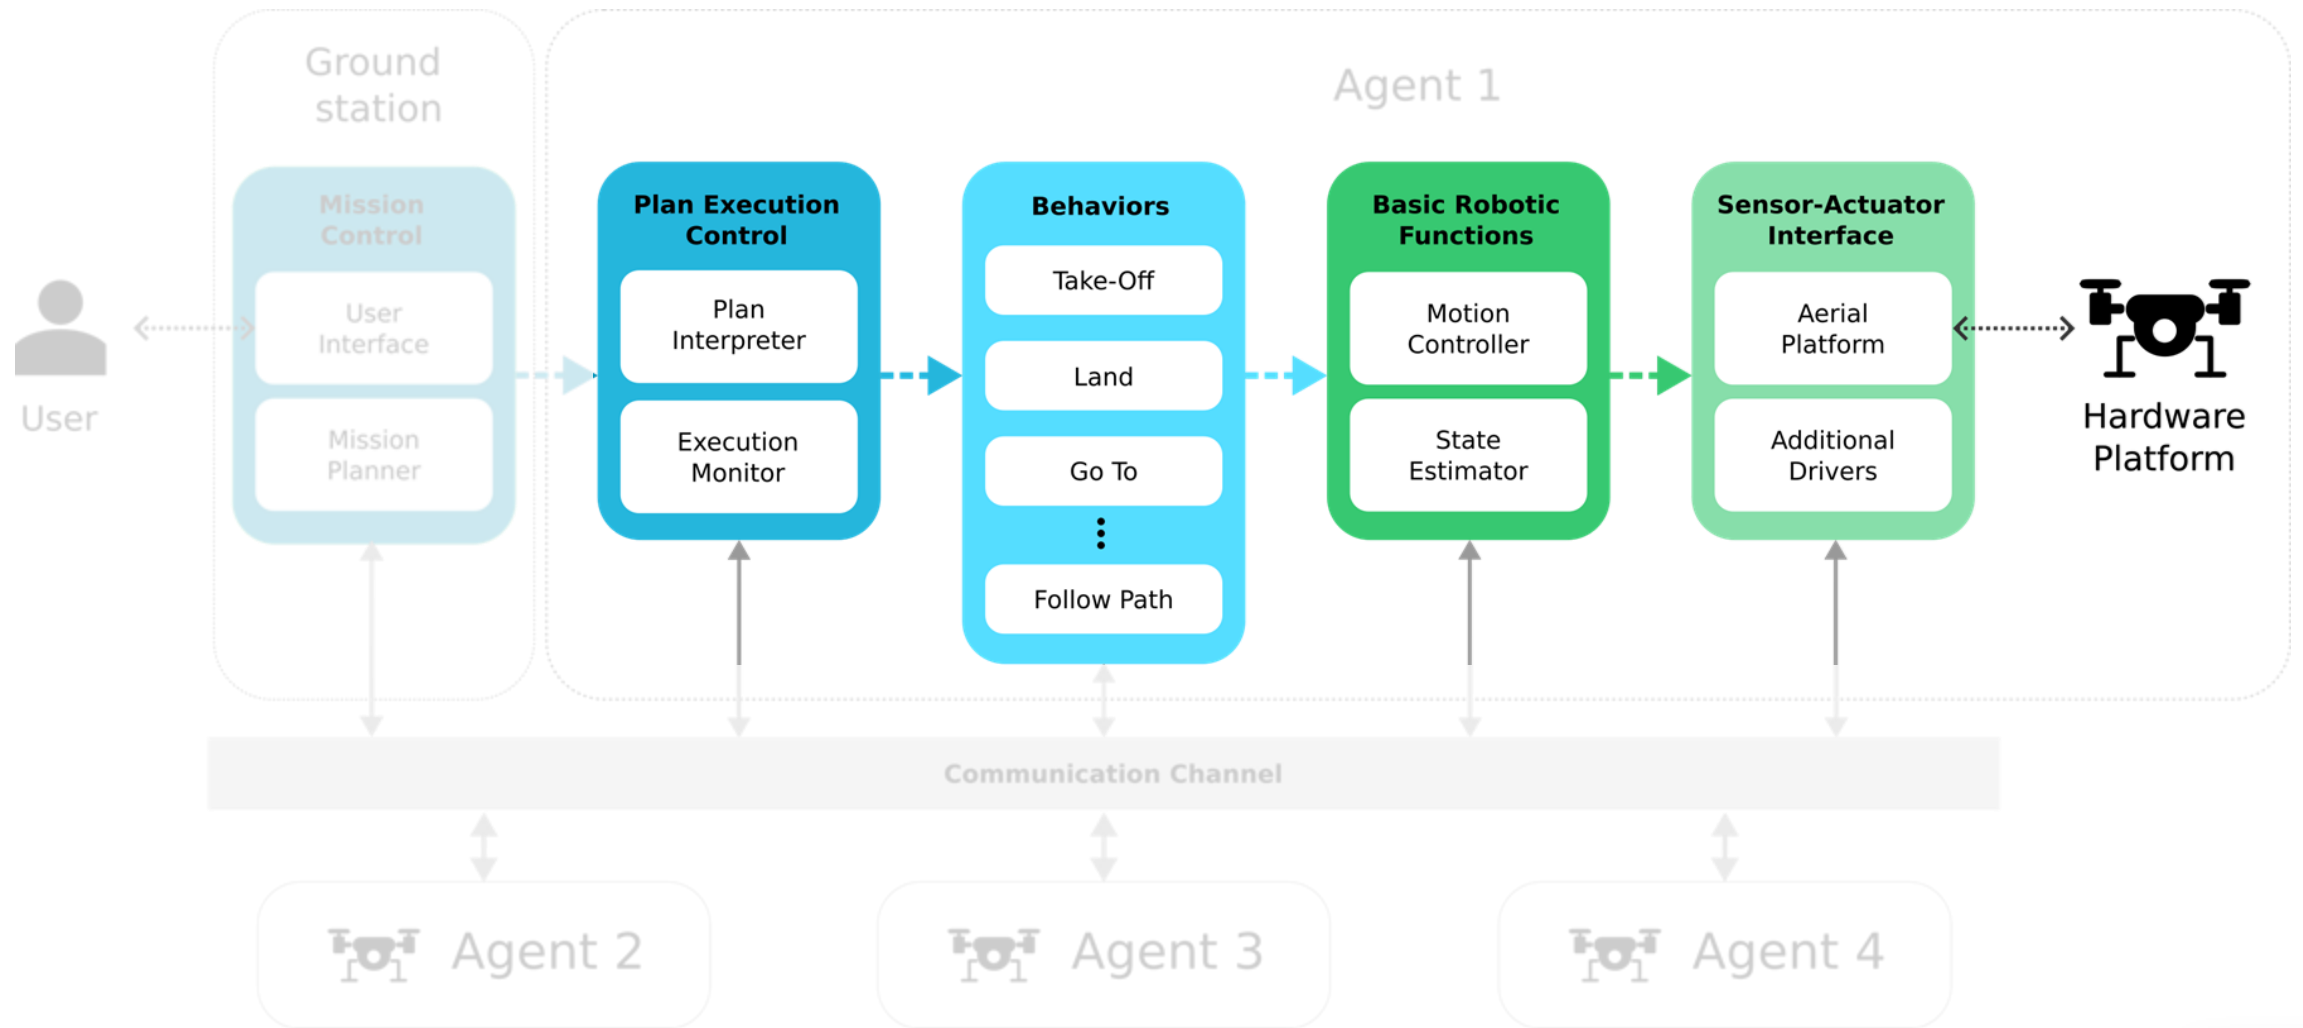 Ground
station
Agent 1
User
Mission
Control
User
Interface
Mission
Planner
Plan Execution
Control
Plan
Interpreter
Execution
Monitor
Behaviors
Take-Off
Land
Go To
Follow Path
Basic Robotic
Functions
Motion
Controller
State
Estimator
Sensor-Actuator
Interface
Aerial
Platform
Additional
Drivers
Hardware
Platform
Communication Channel
Agent 2
Agent 3
Agent 4